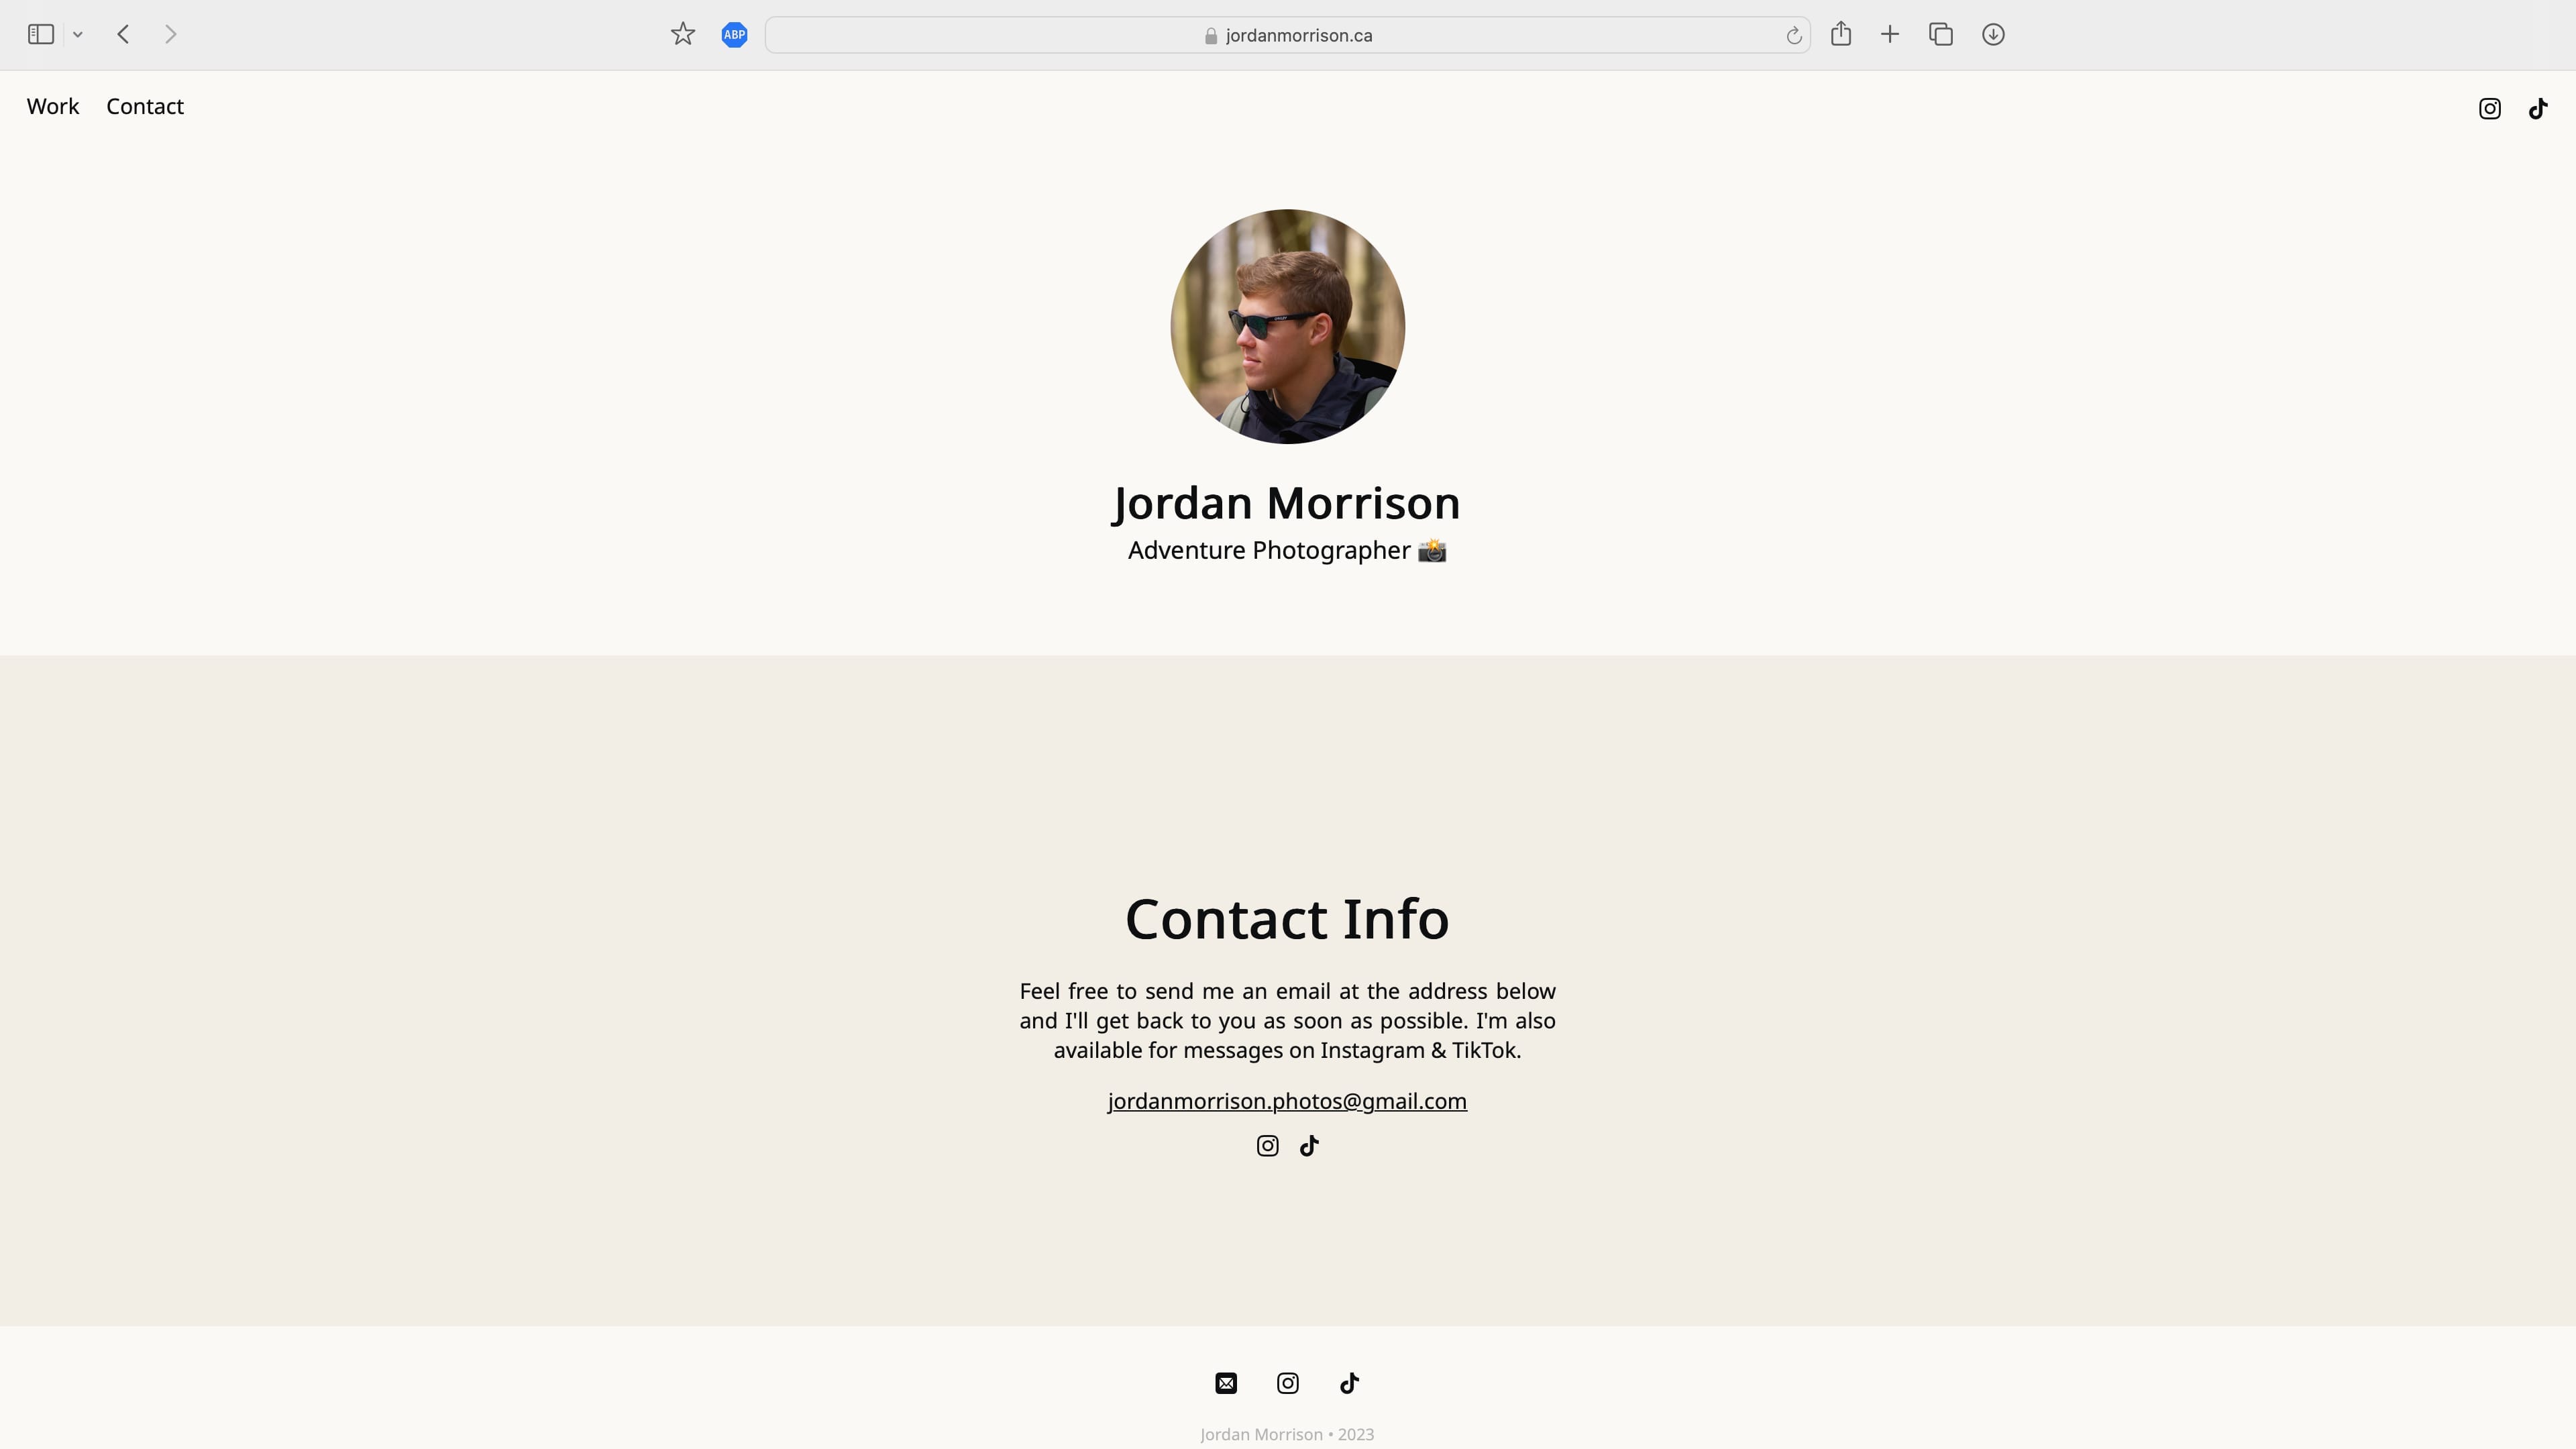 ABP
jordanmorrison.ca
Work Contact
Jordan Morrison
Adventure Photographer 📸
Contact Info
Feel free to send me an email at the address below
and I'll get back to you as soon as possible. I'm also
available for messages on Instagram & TikTok.
jordanmorrison.photos@gmail.com
Jordan Morrison • 2023